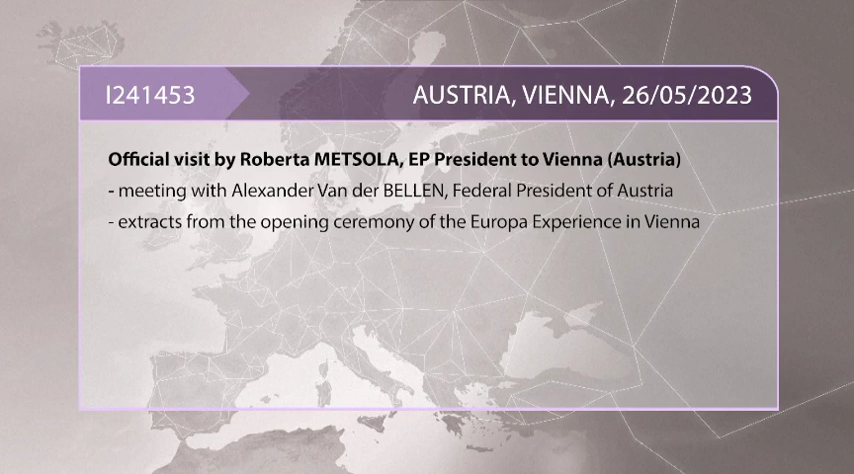 I241453
AUSTRIA, VIENNA, 26/05/2023
Official visit by Roberta METSOLA, EP President to Vienna (Austria)
- meeting with Alexander Van der BELLEN, Federal President of Austria
- extracts from the opening ceremony of the Europa Experience in Vienna